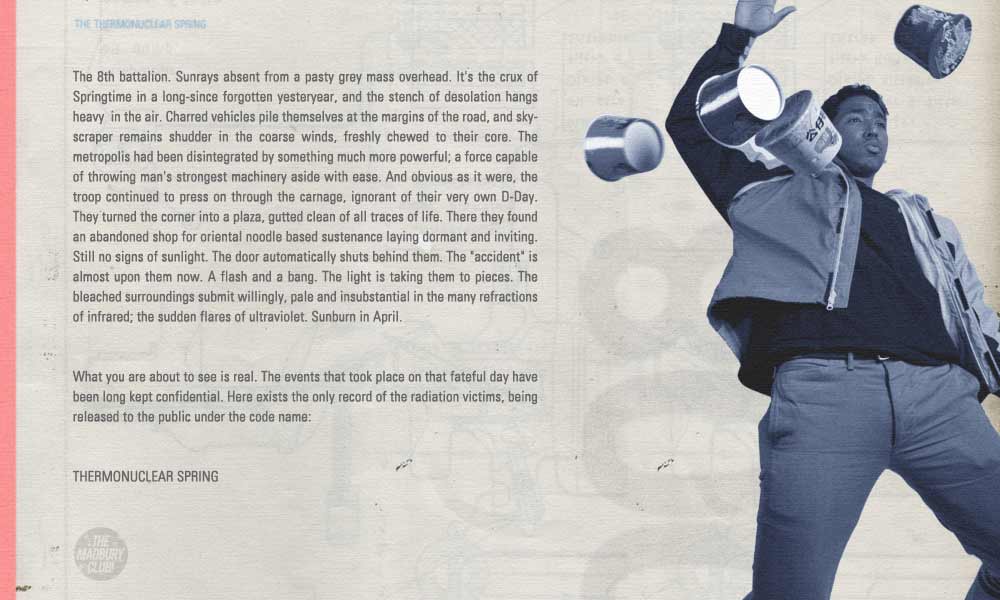 THE THERMONUCLEAR SPRING
The 8th battalion. Sunrays absent from a pasty grey mass overhead. It's the crux of
Springtime in a long-since forgotten yesteryear, and the stench of desolation hangs
heavy in the air. Charred vehicles pile themselves at the margins of the road, and sky-
scraper remains shudder in the coarse winds, freshly chewed to their core. The
metropolis had been disintegrated by something much more powerful; a force capable
of throwing man's strongest machinery aside with ease. And obvious as it were, the
troop continued to press on through the carnage, ignorant of their very own D-Day.
They turned the corner into a plaza, gutted clean of all traces of life. There they found
an abandoned shop for oriental noodle based sustenance laying dormant and inviting.
Still no signs of sunlight. The door automatically shuts behind them. The "accident" is
almost upon them now. A flash and a bang. The light is taking them to pieces. The
bleached surroundings submit willingly, pale and insubstantial in the many refractions
of infrared; the sudden flares of ultraviolet. Sunburn in April.
What you are about to see is real. The events that took place on that fateful day have
been long kept confidential. Here exists the only record of the radiation victims, being
released to the public under the code name:
THERMONUCLEAR SPRING
THE
MADBURY
CLUB!